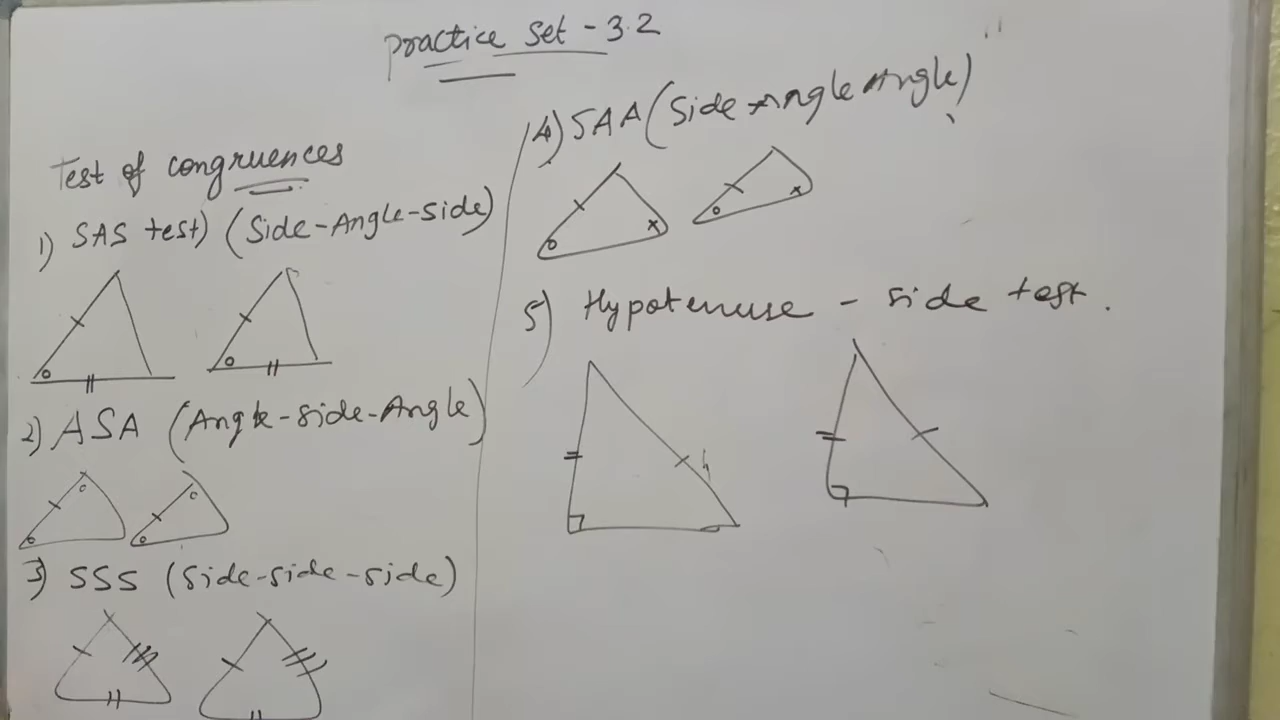 Practice Set - 3.2
Test of congruences
1) SAS test) (Side-Angle-side)
2) ASA (Angle-side-Angle)
3) SSS (Side-side-side)
4) SAA (Side Angle Angle)
5) Hypotenuse - side test.